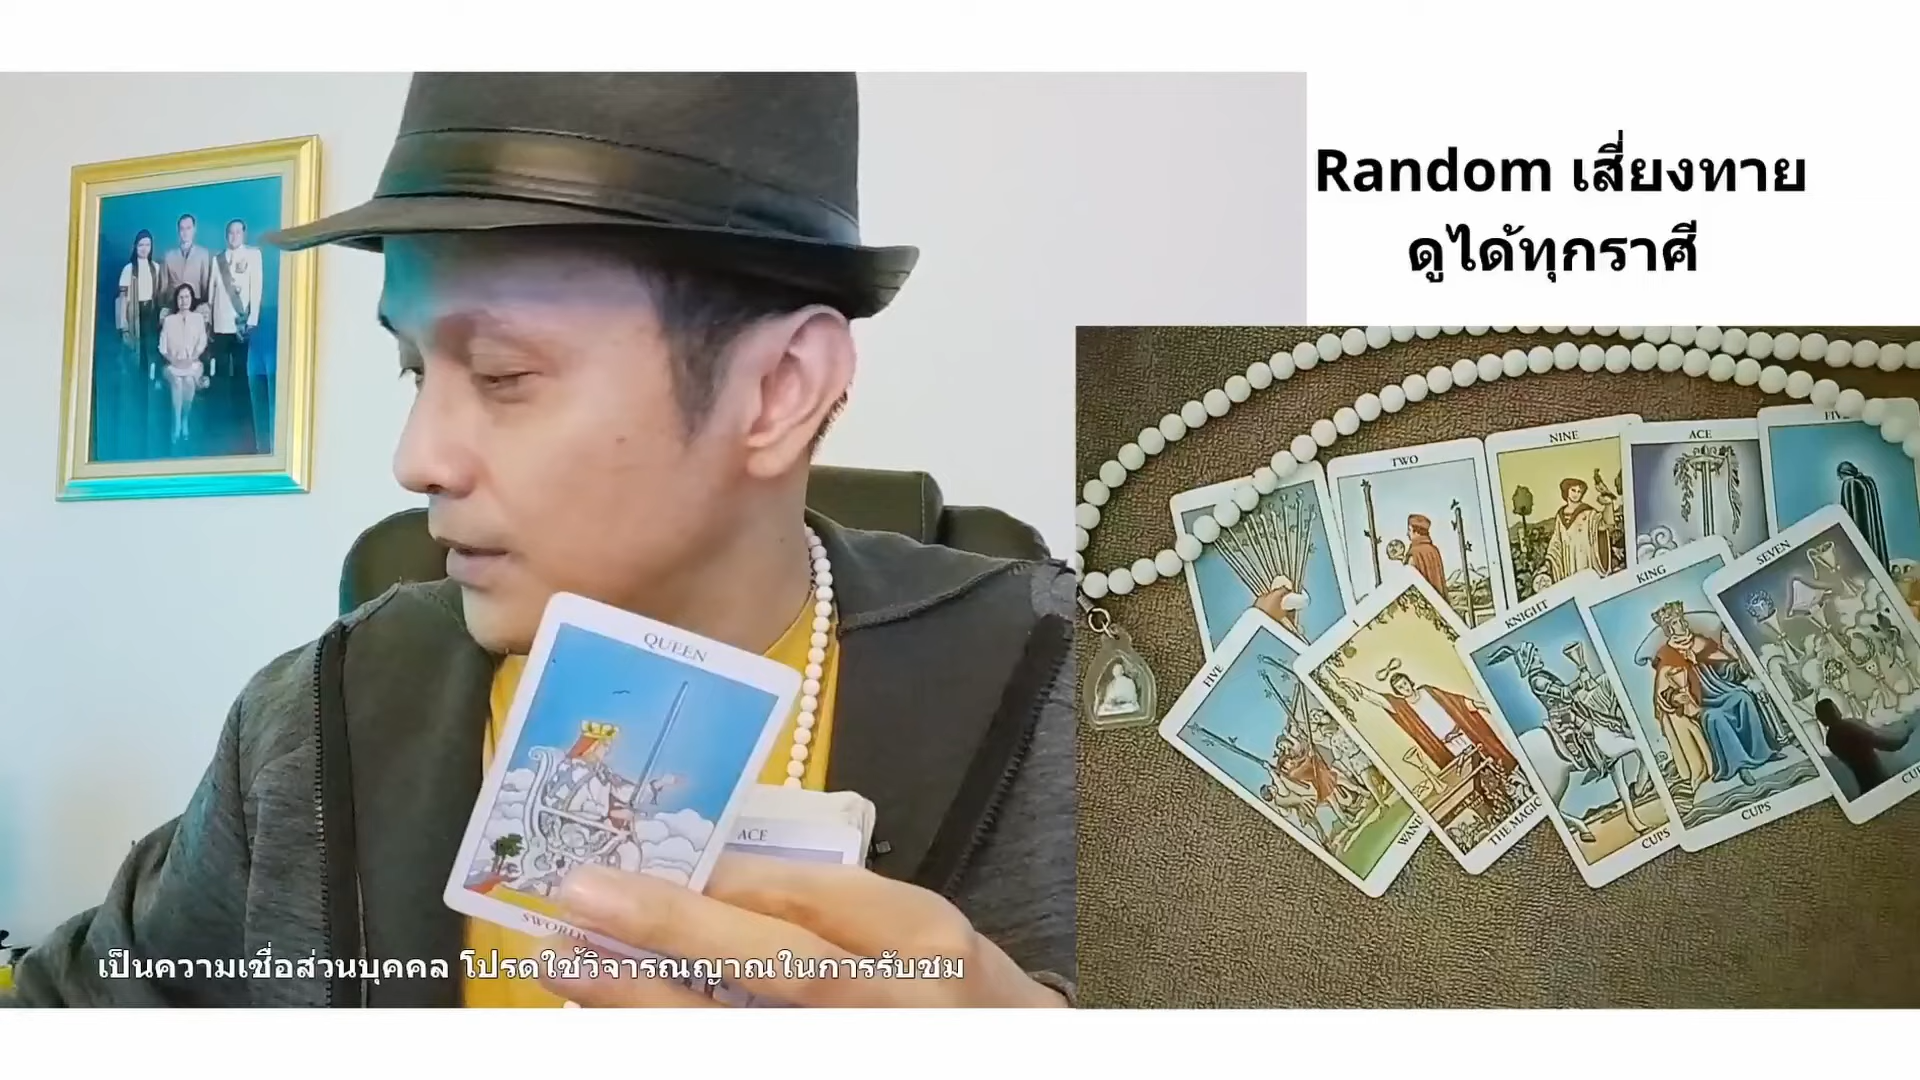 Random เสี่ยงทาย
ดูได้ทุกราศี
QUEEN
SWORDS
ACE
TWO
NINE
ACE
FIVE
FIVE
WAND
I
THE MAGIC
KNIGHT
CUPS
KING
CUPS
SEVEN
CUP
เป็นความเชื่อส่วนบุคคล โปรดใช้วิจารณญาณในการรับชม